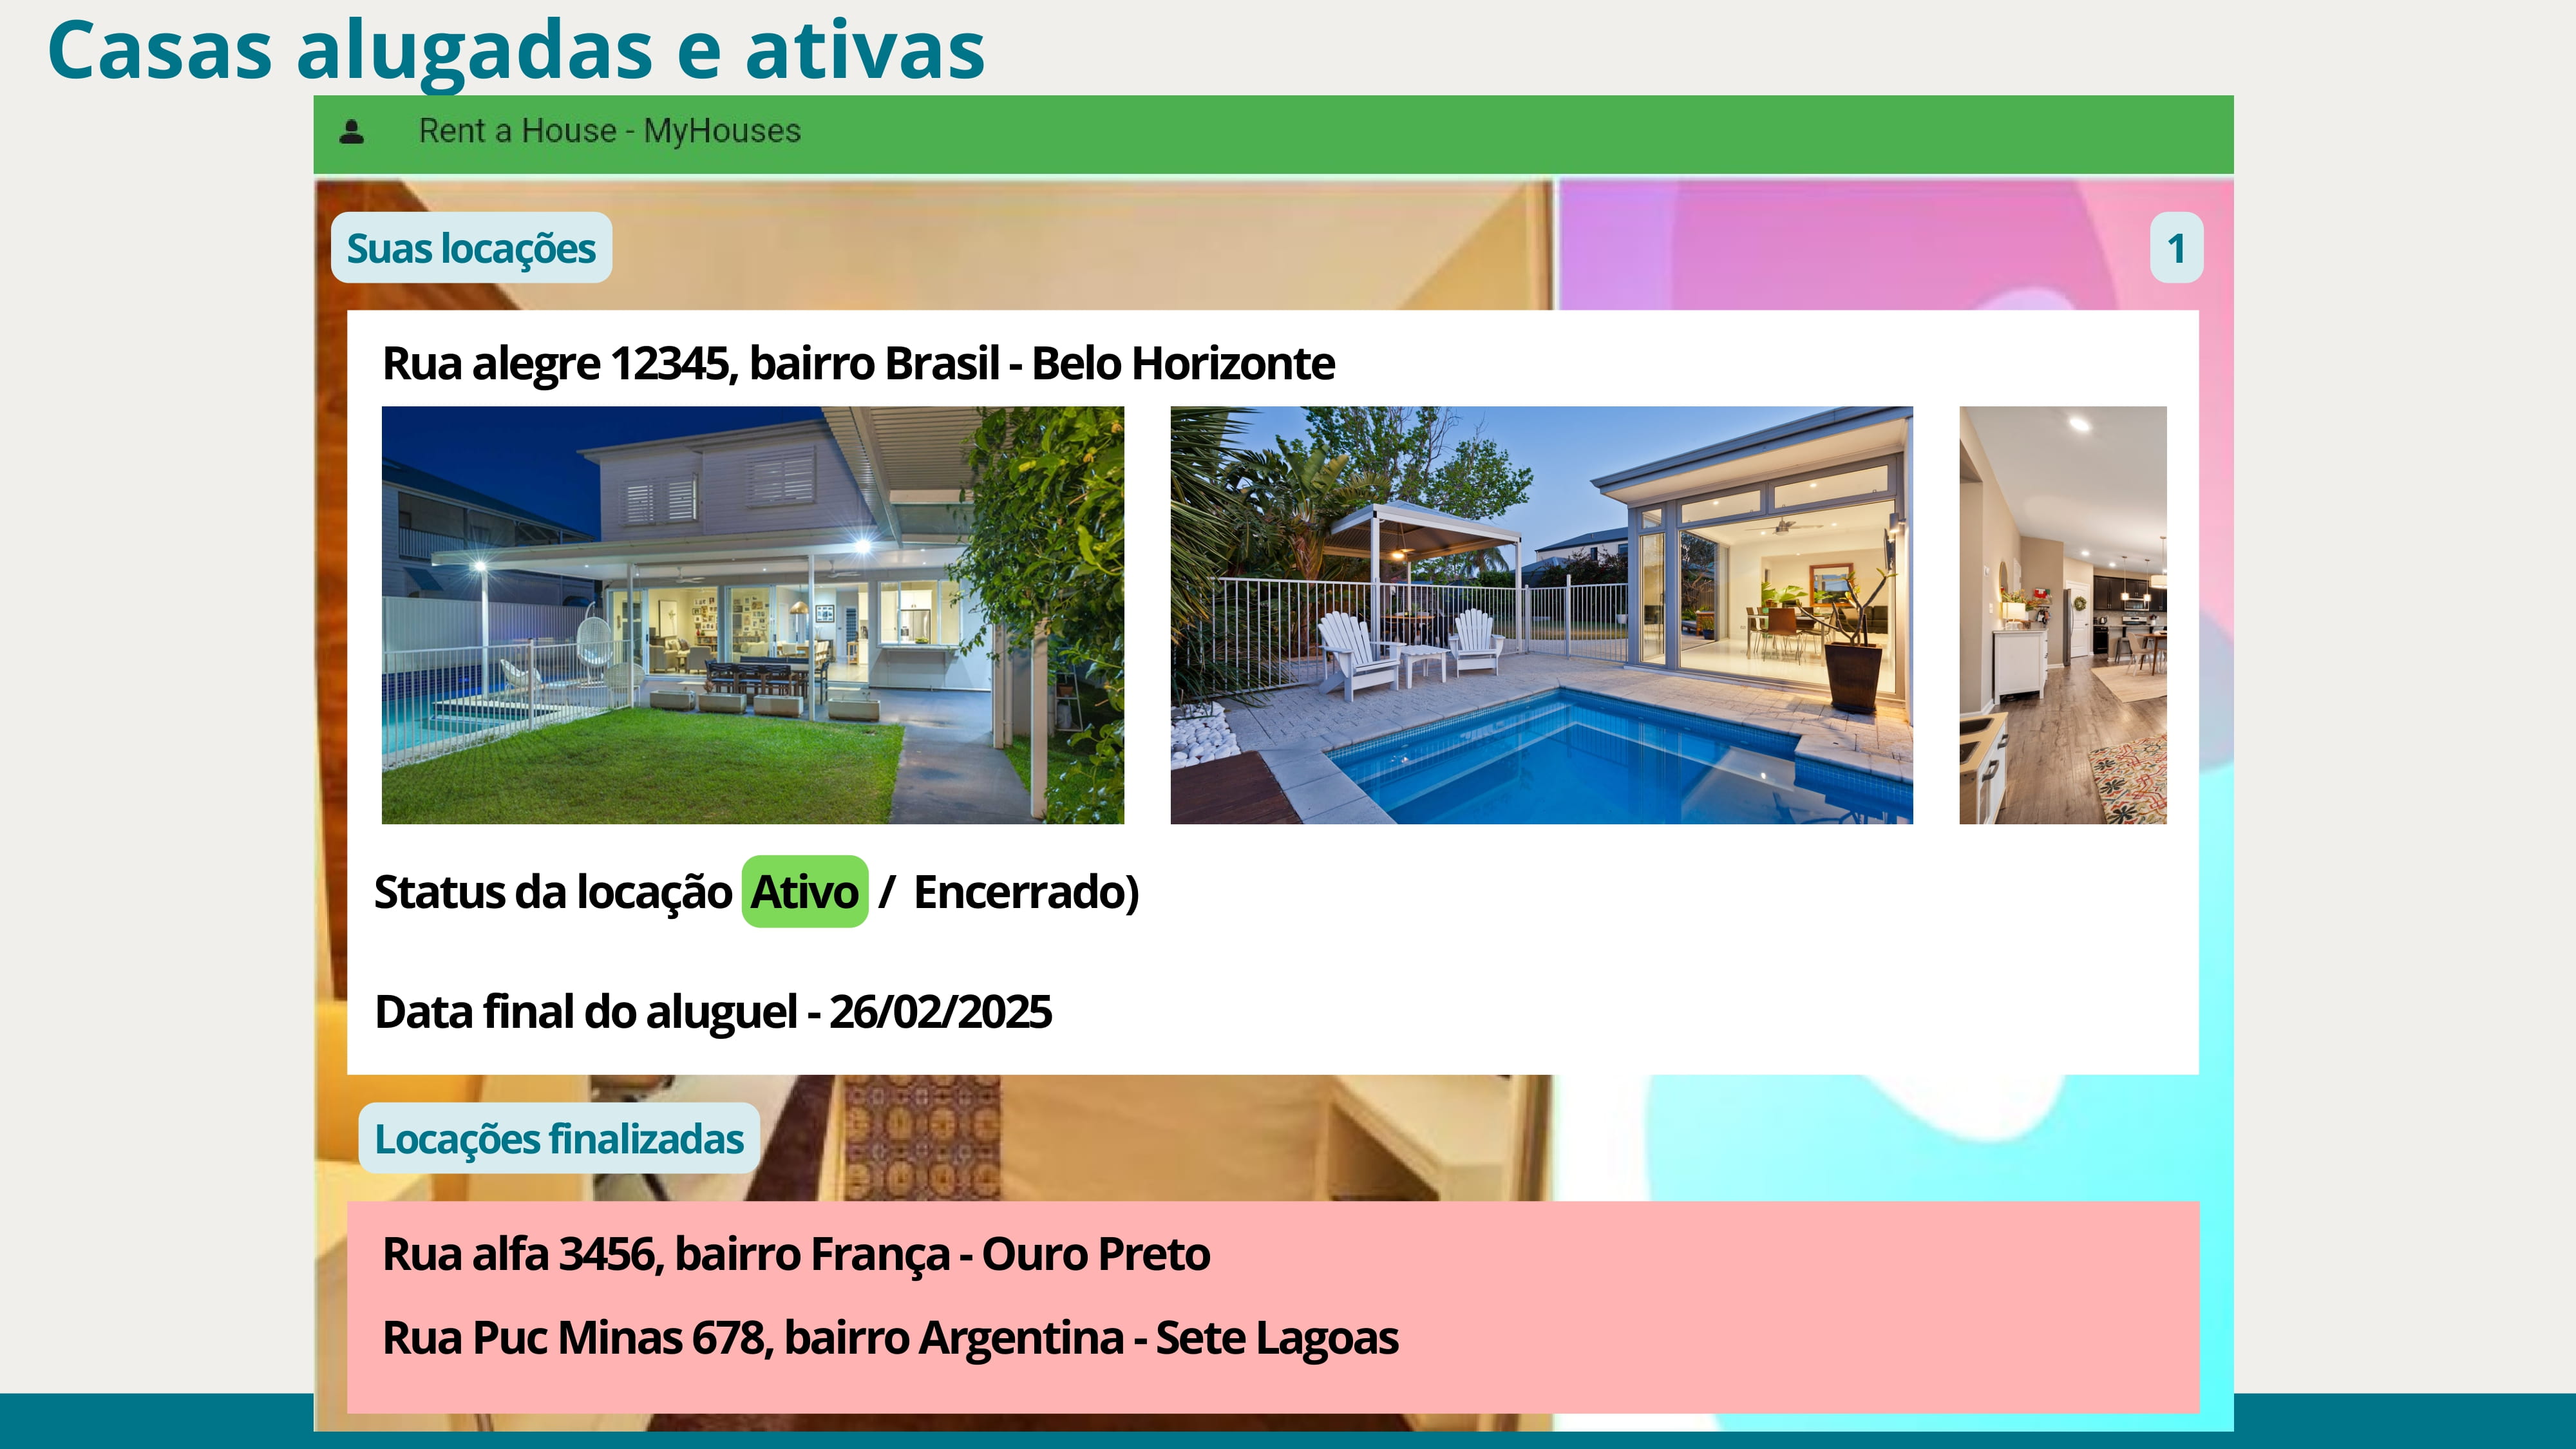 Casas alugadas e ativas
Rent a House - MyHouses
Suas locações
1
Rua alegre 12345, bairro Brasil - Belo Horizonte
Status da locação Ativo / Encerrado)
Data final do aluguel - 26/02/2025
Locações finalizadas
Rua alfa 3456, bairro França - Ouro Preto
Rua Puc Minas 678, bairro Argentina - Sete Lagoas